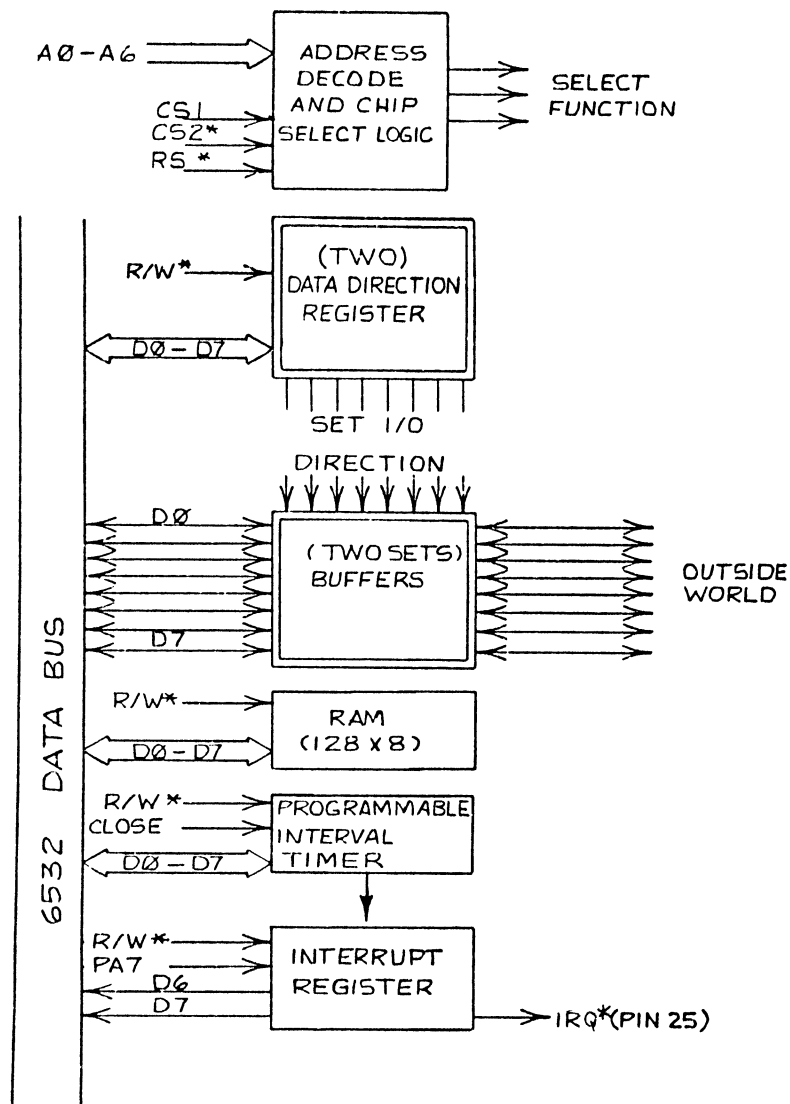 AØ-A6
ADDRESS
DECODE
AND CHIP
SELECT LOGIC
SELECT
FUNCTION
CS1
CS2*
RS *
(TWO)
DATA DIRECTION
REGISTER
R/W*
DØ-D7
SET I/O
DIRECTION
DØ
D7
(TWO SETS)
BUFFERS
OUTSIDE
WORLD
6532 DATA BUS
R/W*
DØ-D7
RAM
(128 X 8)
R/W*
CLOSE
DØ-D7
PROGRAMMABLE
INTERVAL
TIMER
R/W*
PA7
D6
D7
INTERRUPT
REGISTER
IRQ*(PIN 25)